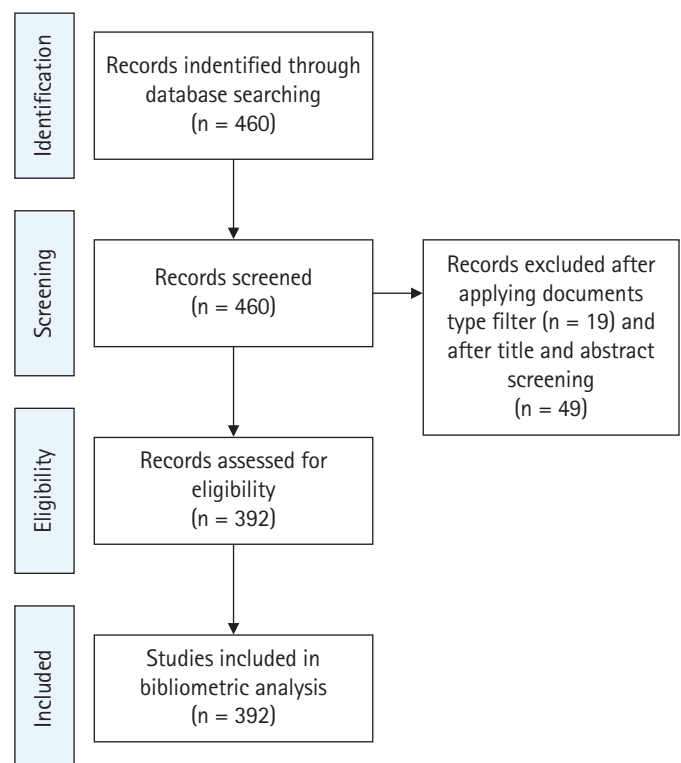 Identification
Records indentified through
database searching
(n = 460)
Screening
Records screened
(n = 460)
Records excluded after
applying documents
type filter (n = 19) and
after title and abstract
screening
(n = 49)
Eligibility
Records assessed for
eligibility
(n = 392)
Included
Studies included in
bibliometric analysis
(n = 392)